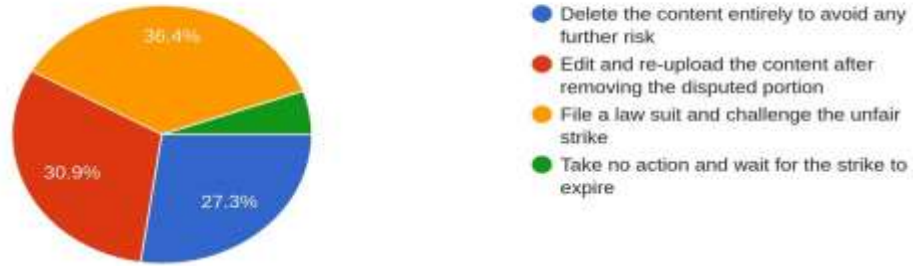 36.4%
30.9%
27.3%
Delete the content entirely to avoid any
further risk
Edit and re-upload the content after
removing the disputed portion
File a law suit and challenge the unfair
strike
Take no action and wait for the strike to
expire